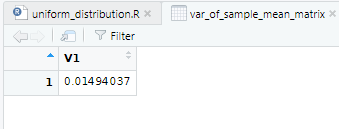 uniform_distribution.R
var_of_sample_mean_matrix
Filter
V1
1 0.01494037